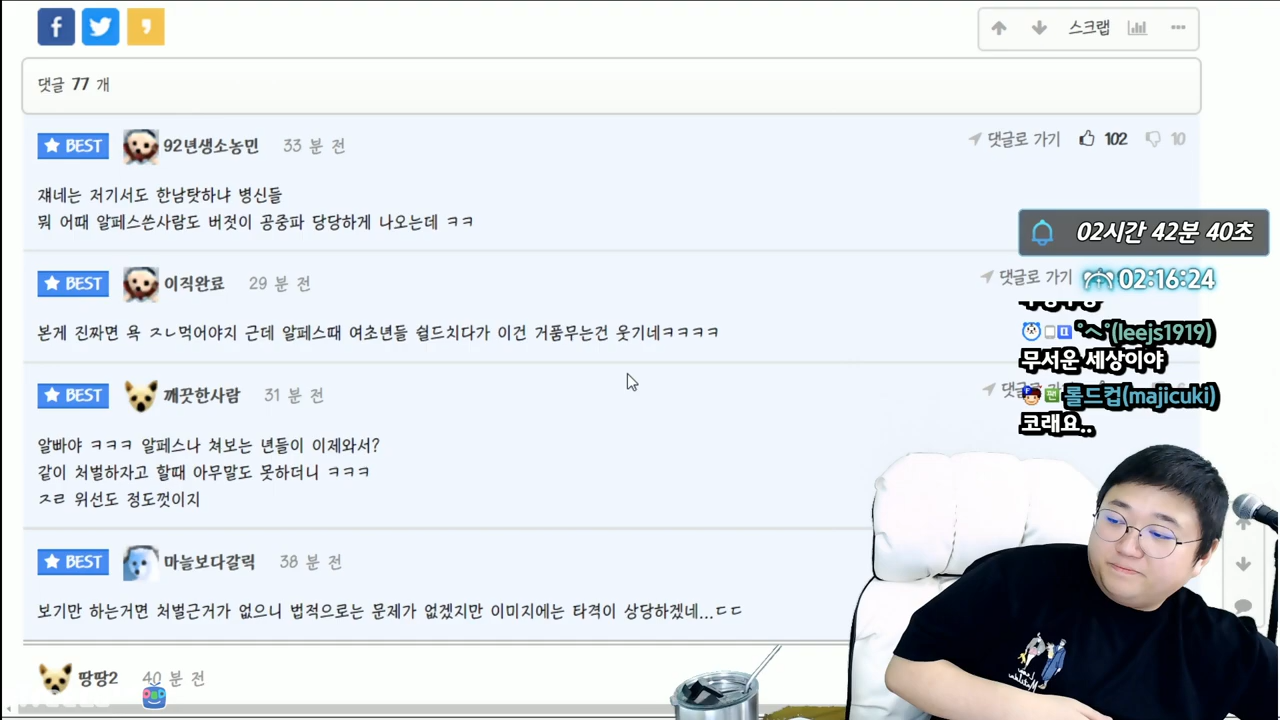 스크랩
댓글 77 개
BEST 92년생소농민 33 분 전 댓글로 가기 102 10
쟤네는 저기서도 한남탓하냐 병신들
뭐 어때 알페스쓴사람도 버젓이 공중파 당당하게 나오는데 ㅋㅋ
02시간 42분 40초
BEST 이직완료 29 분 전 댓글로 가기
02:16:24
본게 진짜면 욕 ㅈㄴ먹어야지 근데 알페스때 여초년들 쉴드치다가 이건 거품무는건 웃기네ㅋㅋㅋㅋ
(leejs1919)
무서운 세상이야
BEST 깨끗한사람 31 분 전
롤드컵(majicuki)
코래요..
알빠야 ㅋㅋㅋ 알페스나 쳐보는 년들이 이제와서?
같이 처벌하자고 할때 아무말도 못하더니 ㅋㅋㅋ
ㅈㄹ 위선도 정도껏이지
BEST 마늘보다갈릭 38 분 전
보기만 하는거면 처벌근거가 없으니 법적으로는 문제가 없겠지만 이미지에는 타격이 상당하겠네...ㄷㄷ
땅땅2 40 분 전